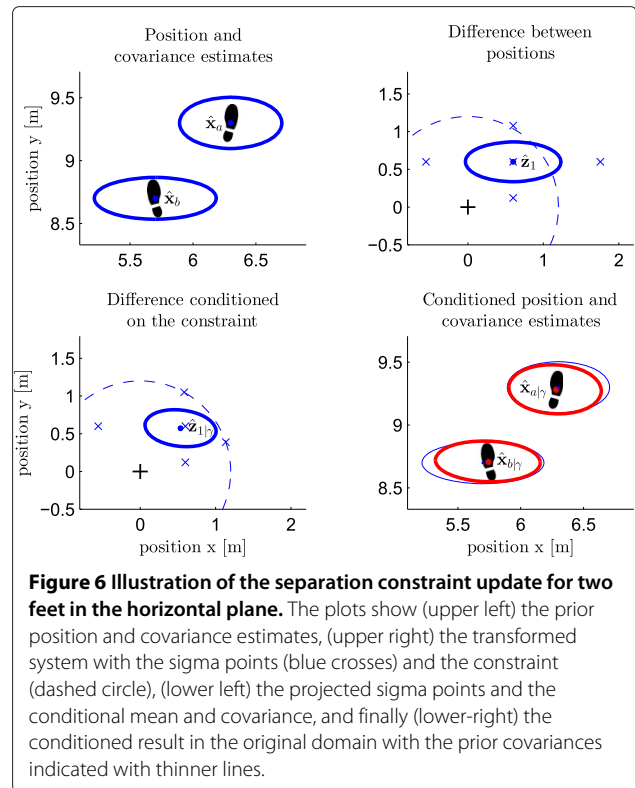 Position and
covariance estimates
Difference between
positions
position y [m]
9.5
9
8.5
x̂ₐ
x̂_b
5.5 6 6.5
1.5
1
0.5
0
−0.5
ẑ₁
0 1 2
Difference conditioned
on the constraint
Conditioned position and
covariance estimates
position y [m]
1.5
1
0.5
0
−0.5
ẑ₁|γ
0 1 2
position x [m]
9.5
9
8.5
x̂ₐ|γ
x̂_b|γ
5.5 6 6.5
position x [m]
Figure 6 Illustration of the separation constraint update for two
feet in the horizontal plane. The plots show (upper left) the prior
position and covariance estimates, (upper right) the transformed
system with the sigma points (blue crosses) and the constraint
(dashed circle), (lower left) the projected sigma points and the
conditional mean and covariance, and finally (lower-right) the
conditioned result in the original domain with the prior covariances
indicated with thinner lines.